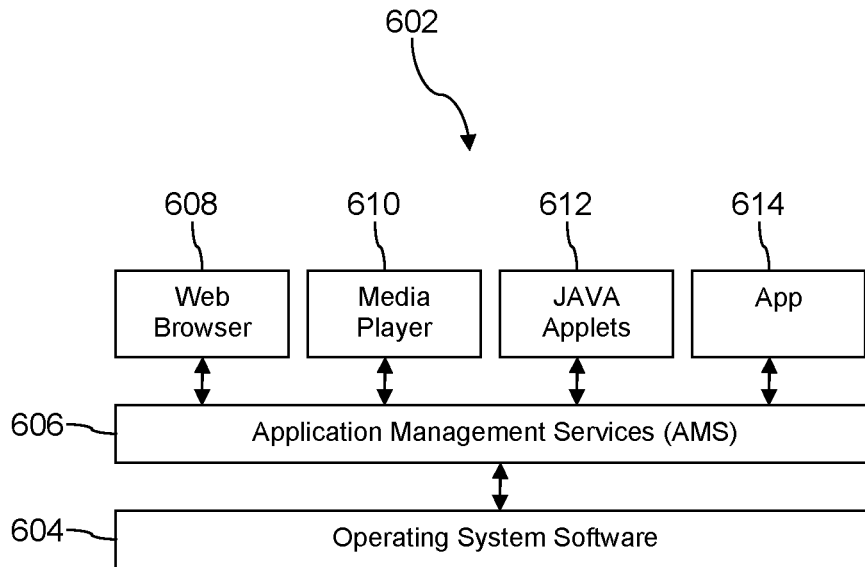 602
608
610
612
614
Web
Browser
Media
Player
JAVA
Applets
App
606
Application Management Services (AMS)
604
Operating System Software